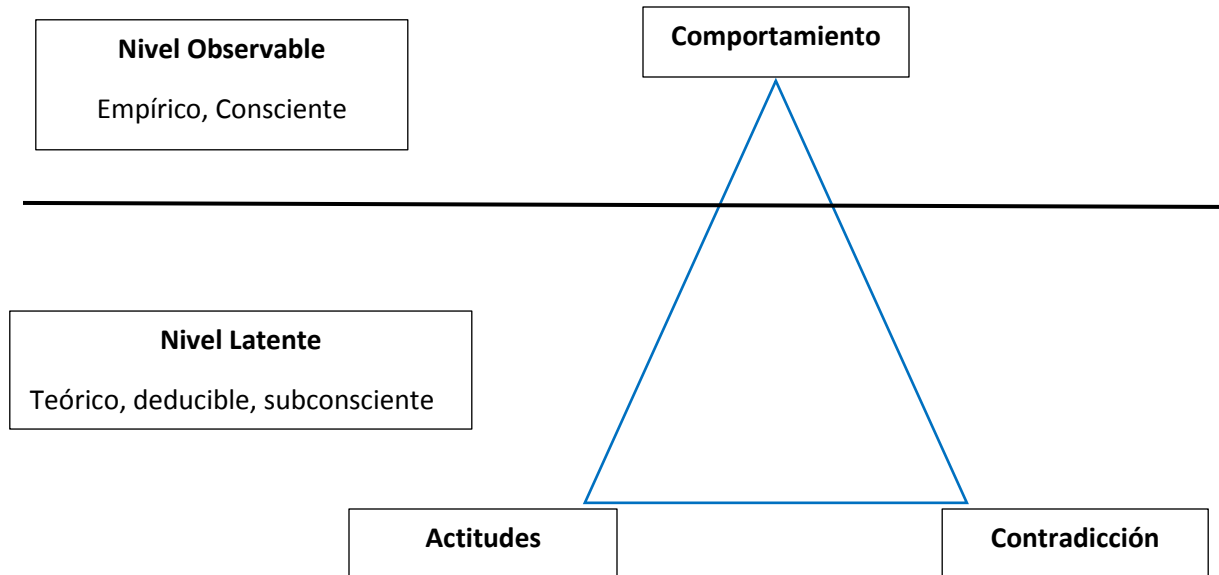 Nivel Observable
Empírico, Consciente
Comportamiento
Nivel Latente
Teórico, deducible, subconsciente
Actitudes
Contradicción